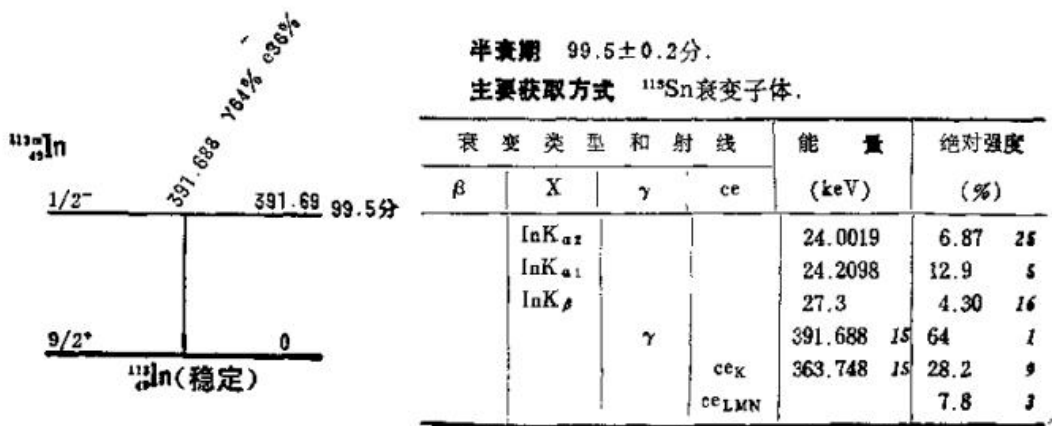 391.688 γ64% e36%
¹¹³ᵐ₄₉In
1/2⁻ 391.69 99.5分
9/2⁺ 0
¹¹³₄₉In(稳定)
半衰期 99.5±0.2分.
主要获取方式 ¹¹³Sn衰变子体.
衰变类型和射线 能量 绝对强度
β X γ ce (keV) (%)
InKα2 24.0019 6.87 25
InKα1 24.2098 12.9 5
InKβ 27.3 4.30 16
γ 391.688 15 64 1
ceK 363.748 15 28.2 9
ceLMN 7.8 3